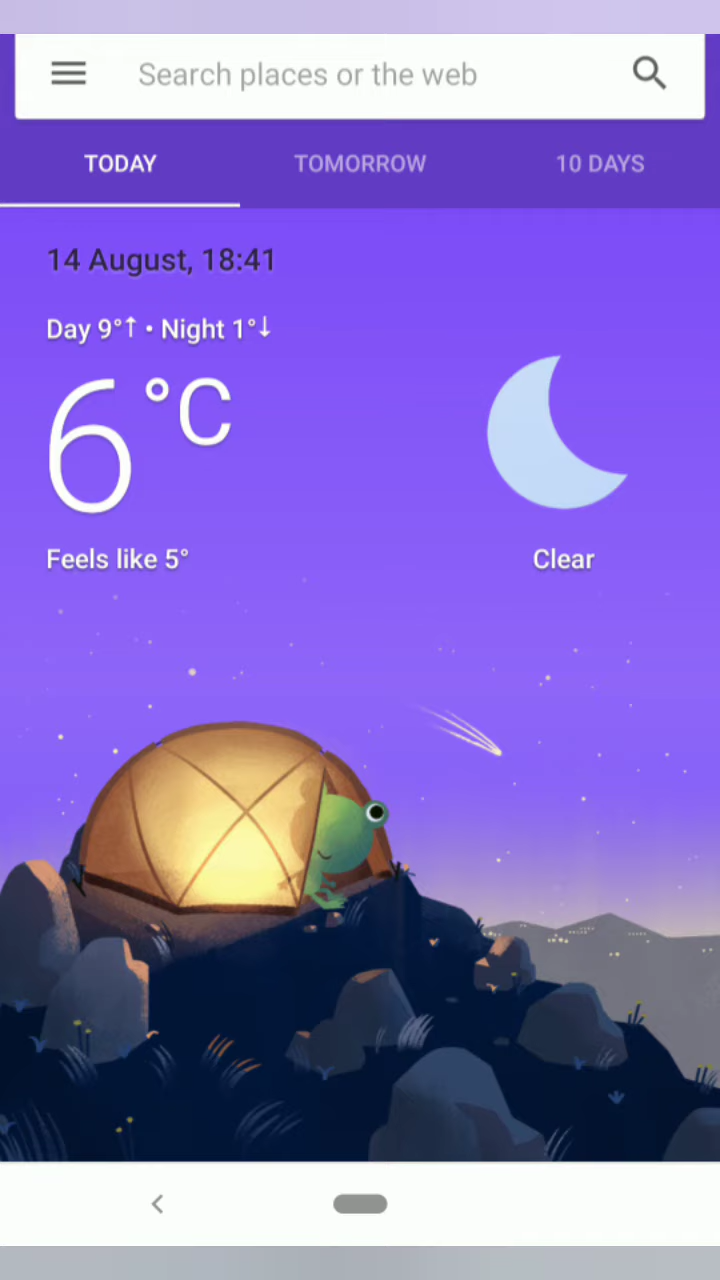 Search places or the web
TODAY TOMORROW 10 DAYS
14 August, 18:41
Day 9°↑ • Night 1°↓
6°C
Feels like 5°
Clear